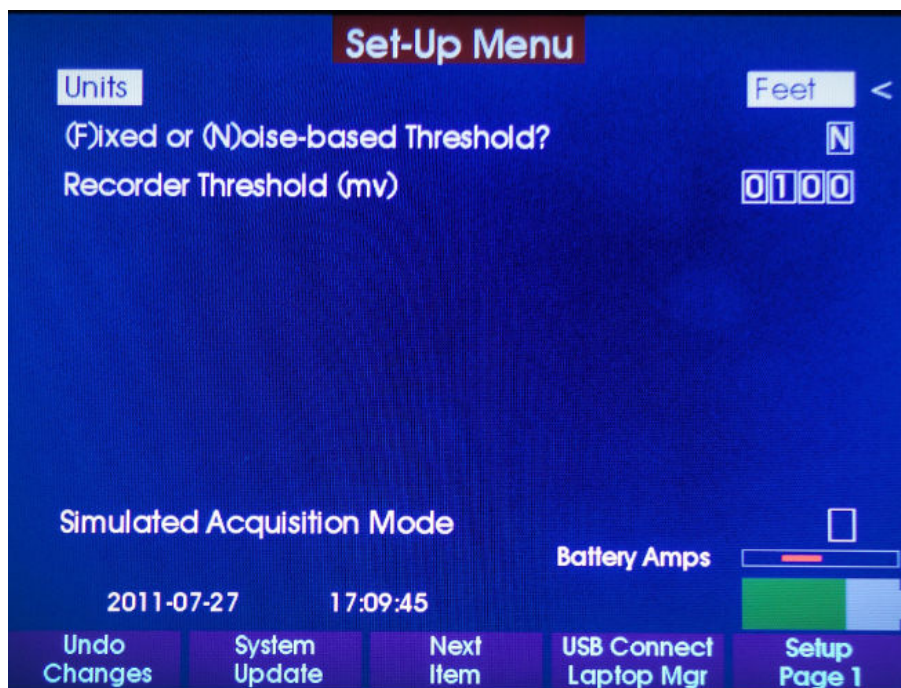 Set-Up Menu
Units Feet <
(F)ixed or (N)oise-based Threshold? N
Recorder Threshold (mv) 0100
Simulated Acquisition Mode
Battery Amps
2011-07-27 17:09:45
Undo Changes
System Update
Next Item
USB Connect Laptop Mgr
Setup Page 1